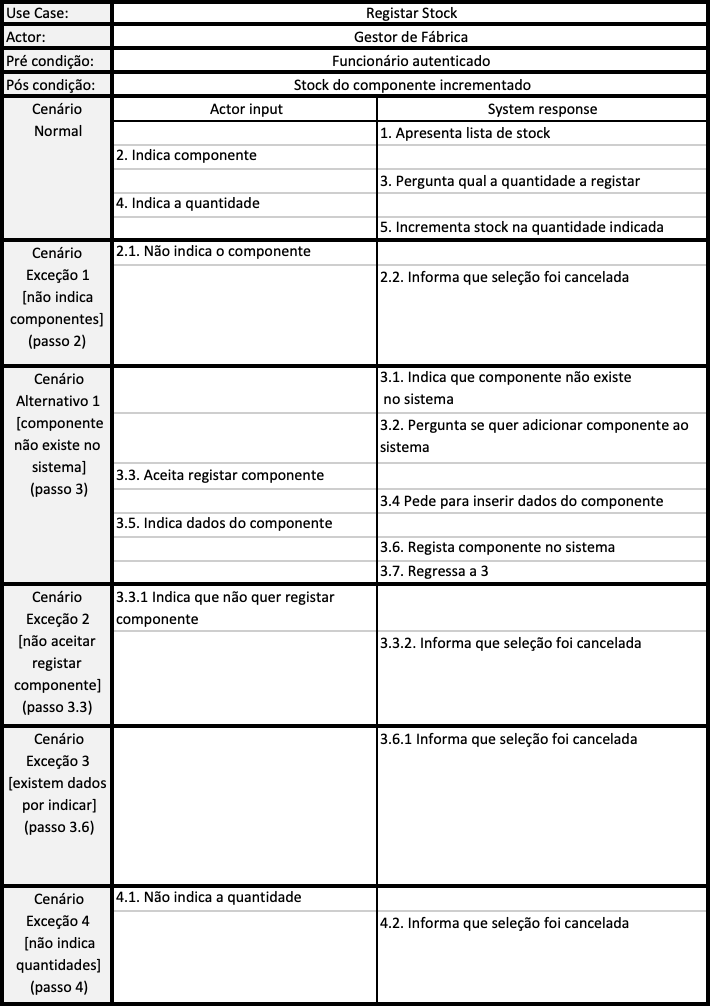 Use Case: Registar Stock
Actor: Gestor de Fábrica
Pré condição: Funcionário autenticado
Pós condição: Stock do componente incrementado
Cenário
Normal
Actor input System response
1. Apresenta lista de stock
2. Indica componente
3. Pergunta qual a quantidade a registar
4. Indica a quantidade
5. Incrementa stock na quantidade indicada
Cenário
Exceção 1
[não indica
componentes]
(passo 2)
2.1. Não indica o componente
2.2. Informa que seleção foi cancelada
Cenário
Alternativo 1
[componente
não existe no
sistema]
(passo 3)
3.1. Indica que componente não existe
no sistema
3.2. Pergunta se quer adicionar componente ao
sistema
3.3. Aceita registar componente
3.4 Pede para inserir dados do componente
3.5. Indica dados do componente
3.6. Regista componente no sistema
3.7. Regressa a 3
Cenário
Exceção 2
[não aceitar
registar
componente]
(passo 3.3)
3.3.1 Indica que não quer registar
componente
3.3.2. Informa que seleção foi cancelada
Cenário
Exceção 3
[existem dados
por indicar]
(passo 3.6)
3.6.1 Informa que seleção foi cancelada
Cenário
Exceção 4
[não indica
quantidades]
(passo 4)
4.1. Não indica a quantidade
4.2. Informa que seleção foi cancelada